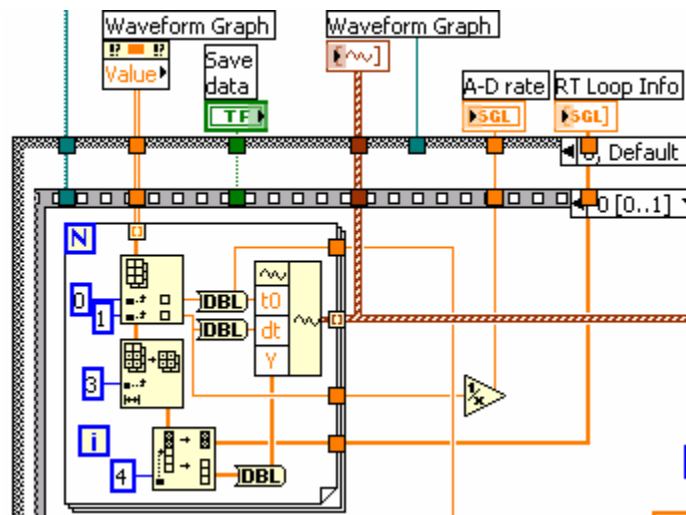 Waveform Graph
Waveform Graph
!? !?
Value
Save
data
TF
A-D rate
RT Loop Info
SGL
SGL]
, Default
0 [0..1]
N
0
1
DBL
DBL
t0
dt
Y
3
1/x
i
4
DBL